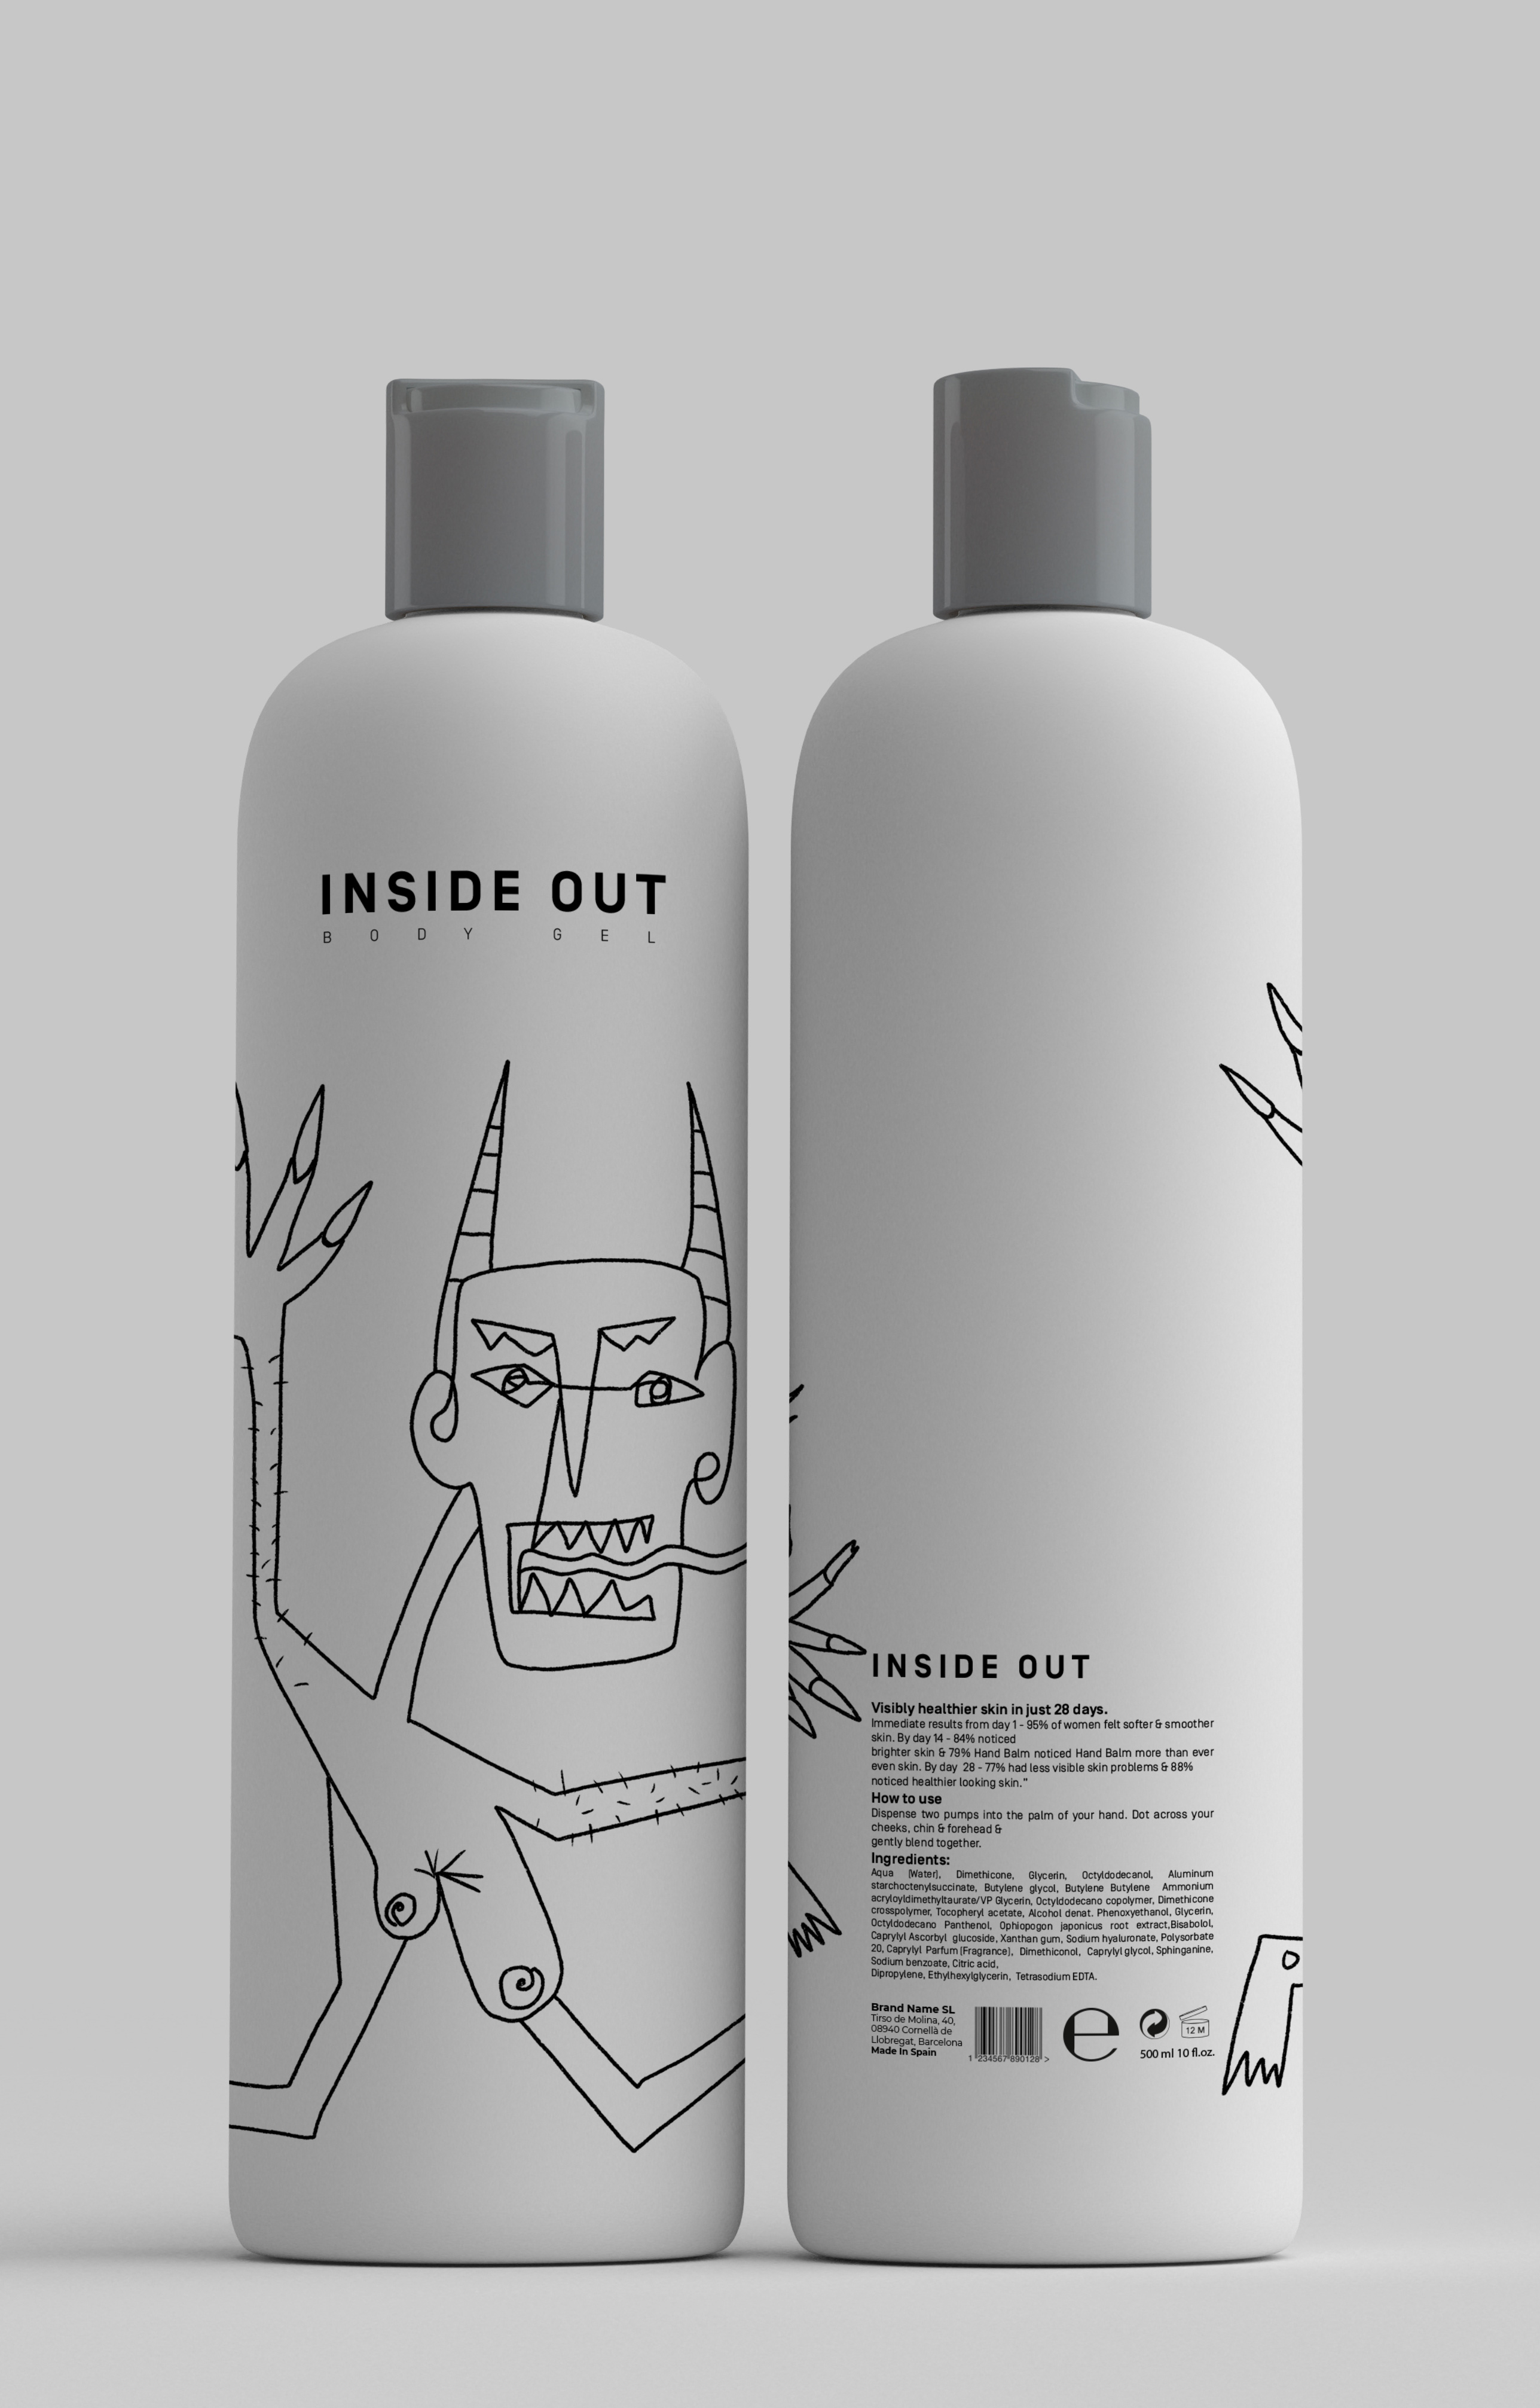 INSIDE OUT
BODY GEL
INSIDE OUT
Visibly healthier skin in just 28 days.
Immediate results from day 1 - 95% of women felt softer & smoother
skin. By day 14 - 84% noticed
brighter skin & 79% Hand Balm noticed Hand Balm more than ever
even skin. By day 28 - 77% had less visible skin problems & 88%
noticed healthier looking skin.”
How to use
Dispense two pumps into the palm of your hand. Dot across your
cheeks, chin & forehead &
gently blend together.
Ingredients:
Aqua (Water), Dimethicone, Glycerin, Octyldodecanol, Aluminum
starchoctenylsuccinate, Butylene glycol, Butylene Butylene Ammonium
acryloyldimethyltaurate/VP Glycerin, Octyldodecano copolymer, Dimethicone
crosspolymer, Tocopheryl acetate, Alcohol denat. Phenoxyethanol, Glycerin,
Octyldodecano Panthenol, Ophiopogon japonicus root extract,Bisabolol,
Caprylyl Ascorbyl glucoside, Xanthan gum, Sodium hyaluronate, Polysorbate
20, Caprylyl Parfum (Fragrance), Dimethiconol, Caprylyl glycol, Sphinganine,
Sodium benzoate, Citric acid,
Dipropylene, Ethylhexylglycerin, Tetrasodium EDTA.
Brand Name SL
Tirso de Molina, 40,
08940 Cornellà de
Llobregat, Barcelona
Made In Spain
1 234567 890128 >
e
12 M
500 ml 10 fl.oz.